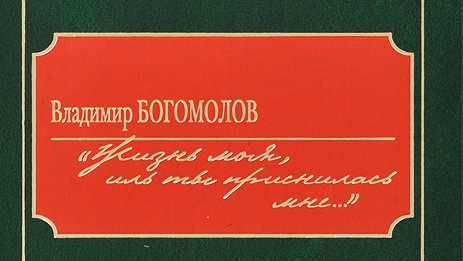 Владимир БОГОМОЛОВ
«Жизнь моя,
иль ты приснилась
мне...»